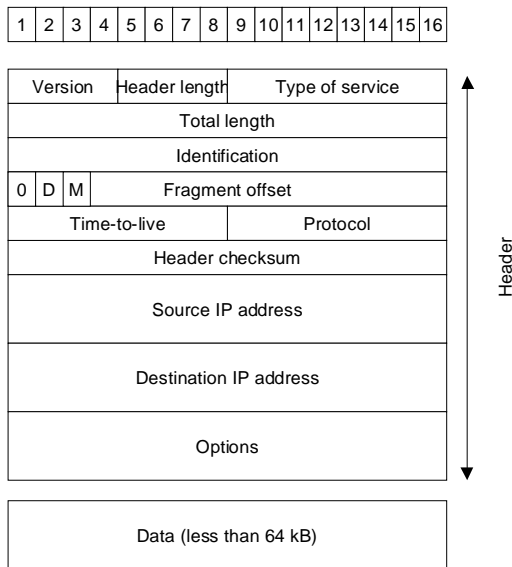 1 2 3 4 5 6 7 8 9 10 11 12 13 14 15 16
Version Header length Type of service
Total length
Identification
0 D M Fragment offset
Time-to-live Protocol
Header checksum
Source IP address
Destination IP address
Options
Header
Data (less than 64 kB)